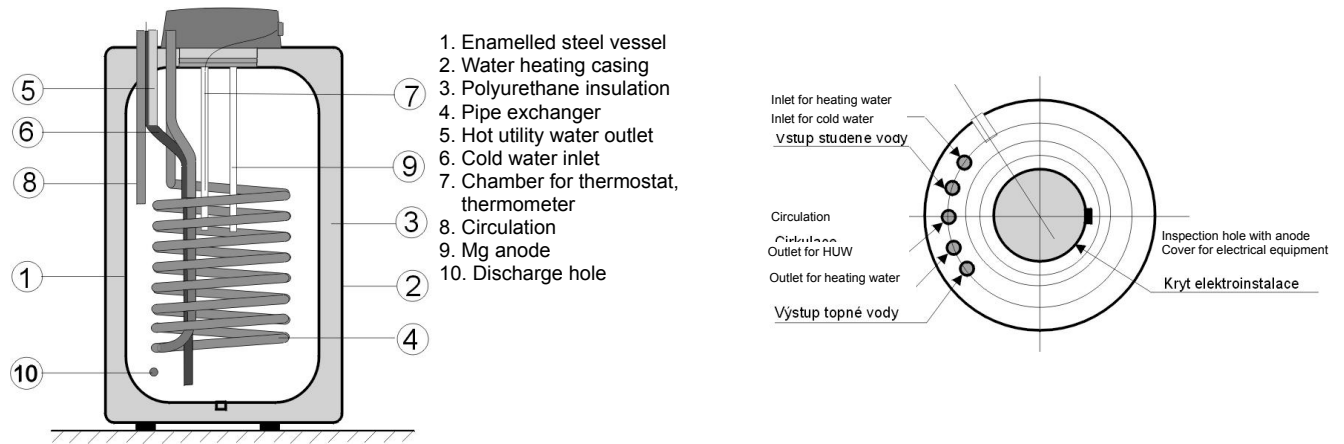 1. Enamelled steel vessel
2. Water heating casing
3. Polyurethane insulation
4. Pipe exchanger
5. Hot utility water outlet
6. Cold water inlet
7. Chamber for thermostat,
thermometer
8. Circulation
9. Mg anode
10. Discharge hole
5
6
8
1
10
7
9
3
2
4
Inlet for heating water
Inlet for cold water
Vstup studené vody
Circulation
Cirkulace
Outlet for HUW
Outlet for heating water
Výstup topné vody
Inspection hole with anode
Cover for electrical equipment
Kryt elektroinstalace